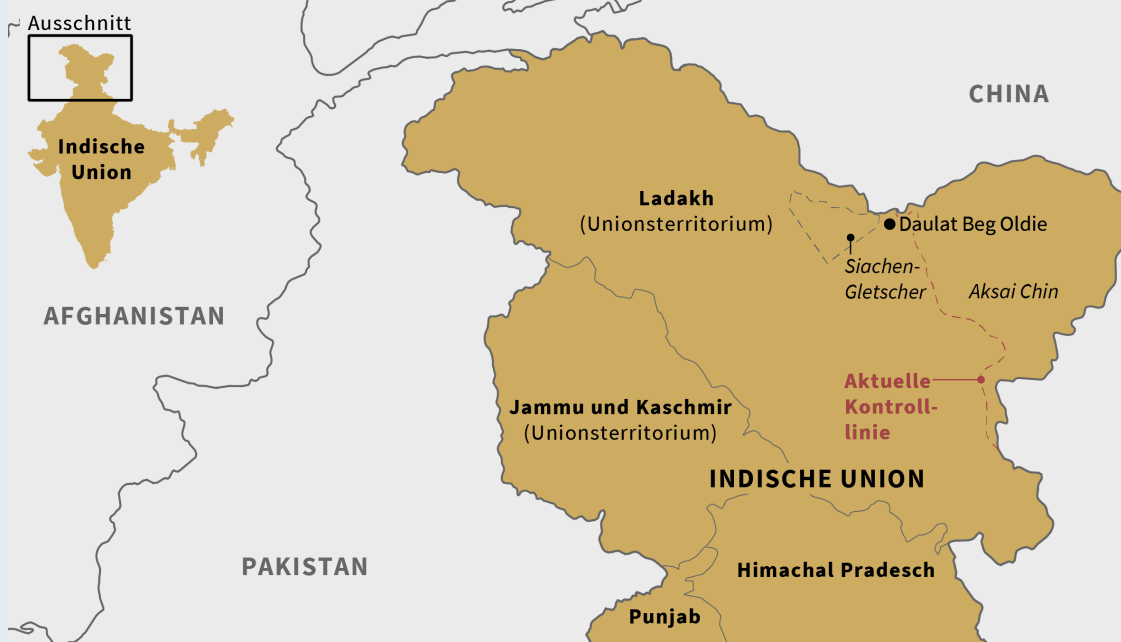 Ausschnitt
Indische
Union
CHINA
Ladakh
(Unionsterritorium)
Daulat Beg Oldie
Siachen-
Gletscher
Aksai Chin
AFGHANISTAN
Aktuelle
Kontroll-
linie
Jammu und Kaschmir
(Unionsterritorium)
INDISCHE UNION
PAKISTAN
Himachal Pradesch
Punjab